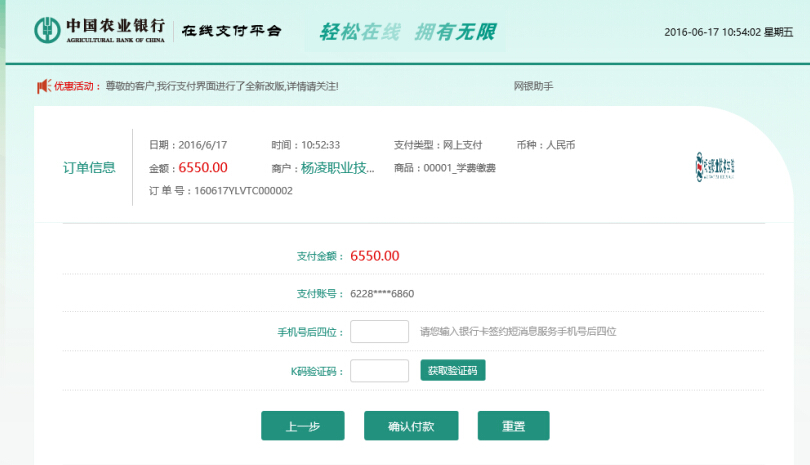 中国农业银行
AGRICULTURAL BANK OF CHINA
在线支付平台
轻松在线 拥有无限
2016-06-17 10:54:02 星期五
优惠活动： 尊敬的客户,我行支付界面进行了全新改版,详情请关注!
网银助手
订单信息
日期：2016/6/17 时间：10:52:33 支付类型：网上支付 币种：人民币
金额：6550.00 商户：杨凌职业技... 商品：00001_学费缴费
订 单 号：160617YLVTC000002
支付金额： 6550.00
支付账号： 6228****6860
手机号后四位： 请您输入银行卡签约短消息服务手机号后四位
K码验证码： 获取验证码
上一步 确认付款 重置